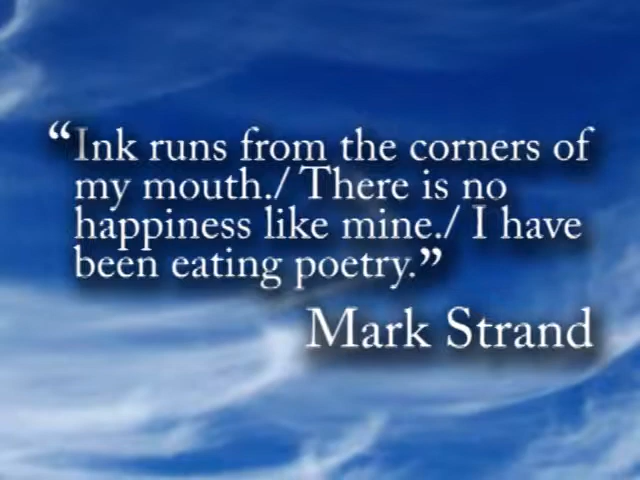 “Ink runs from the corners of
my mouth./ There is no
happiness like mine./ I have
been eating poetry.”
Mark Strand